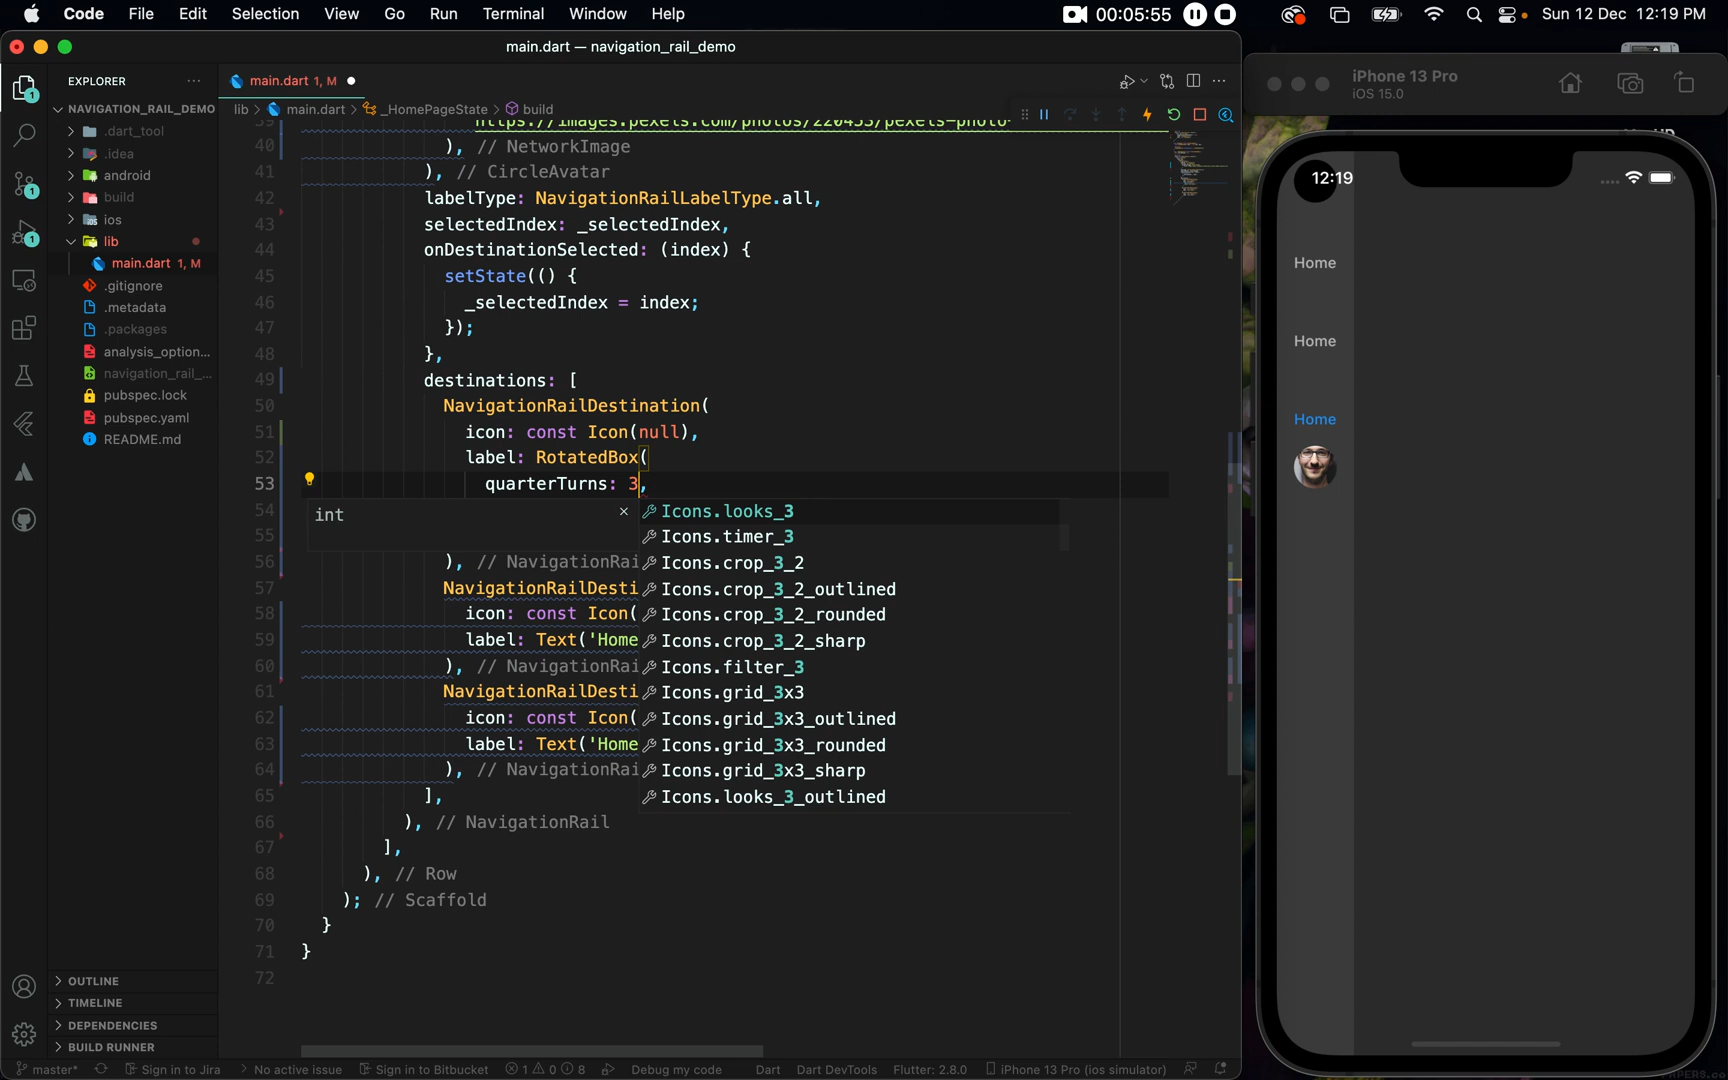 Code File Edit Selection View Go Run Terminal Window Help 00:05:55 Sun 12 Dec 12:19 PM
main.dart — navigation_rail_demo
EXPLORER
main.dart 1, M
NAVIGATION_RAIL_DEMO
lib > main.dart > _HomePageState > build
.dart_tool
.idea
android
build
ios
lib
main.dart 1, M
.gitignore
.metadata
.packages
analysis_option...
navigation_rail_...
pubspec.lock
pubspec.yaml
README.md
OUTLINE
TIMELINE
DEPENDENCIES
BUILD RUNNER
39 https://images.pexels.com/photos/220453/pexels-photo-
40 ), // NetworkImage
41 ), // CircleAvatar
42 labelType: NavigationRailLabelType.all,
43 selectedIndex: _selectedIndex,
44 onDestinationSelected: (index) {
45 setState(() {
46 _selectedIndex = index;
47 });
48 },
49 destinations: [
50 NavigationRailDestination(
51 icon: const Icon(null),
52 label: RotatedBox(
53 quarterTurns: 3,
54
55
56 ), // NavigationRai
57 NavigationRailDesti
58 icon: const Icon(
59 label: Text('Home
60 ), // NavigationRai
61 NavigationRailDesti
62 icon: const Icon(
63 label: Text('Home
64 ), // NavigationRai
65 ],
66 ), // NavigationRail
67 ],
68 ), // Row
69 ); // Scaffold
70 }
71 }
72
int ×
Icons.looks_3
Icons.timer_3
Icons.crop_3_2
Icons.crop_3_2_outlined
Icons.crop_3_2_rounded
Icons.crop_3_2_sharp
Icons.filter_3
Icons.grid_3x3
Icons.grid_3x3_outlined
Icons.grid_3x3_rounded
Icons.grid_3x3_sharp
Icons.looks_3_outlined
master* Sign in to Jira No active issue Sign in to Bitbucket 1 0 8 Debug my code Dart Dart DevTools Flutter: 2.8.0 iPhone 13 Pro (ios simulator)
iPhone 13 Pro
iOS 15.0
12:19
Home
Home
Home